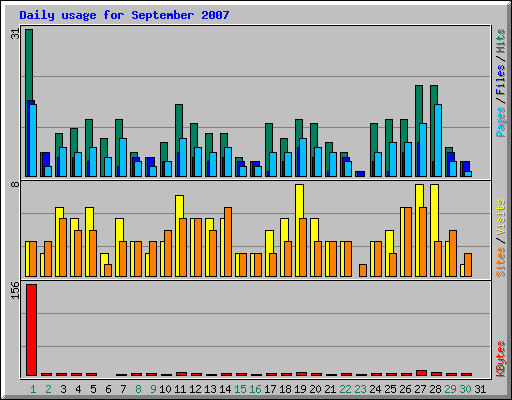 Daily usage for September 2007
31
Pages / Files / Hits
8
Sites / Visits
156
KBytes
1 2 3 4 5 6 7 8 9 10 11 12 13 14 15 16 17 18 19 20 21 22 23 24 25 26 27 28 29 30 31